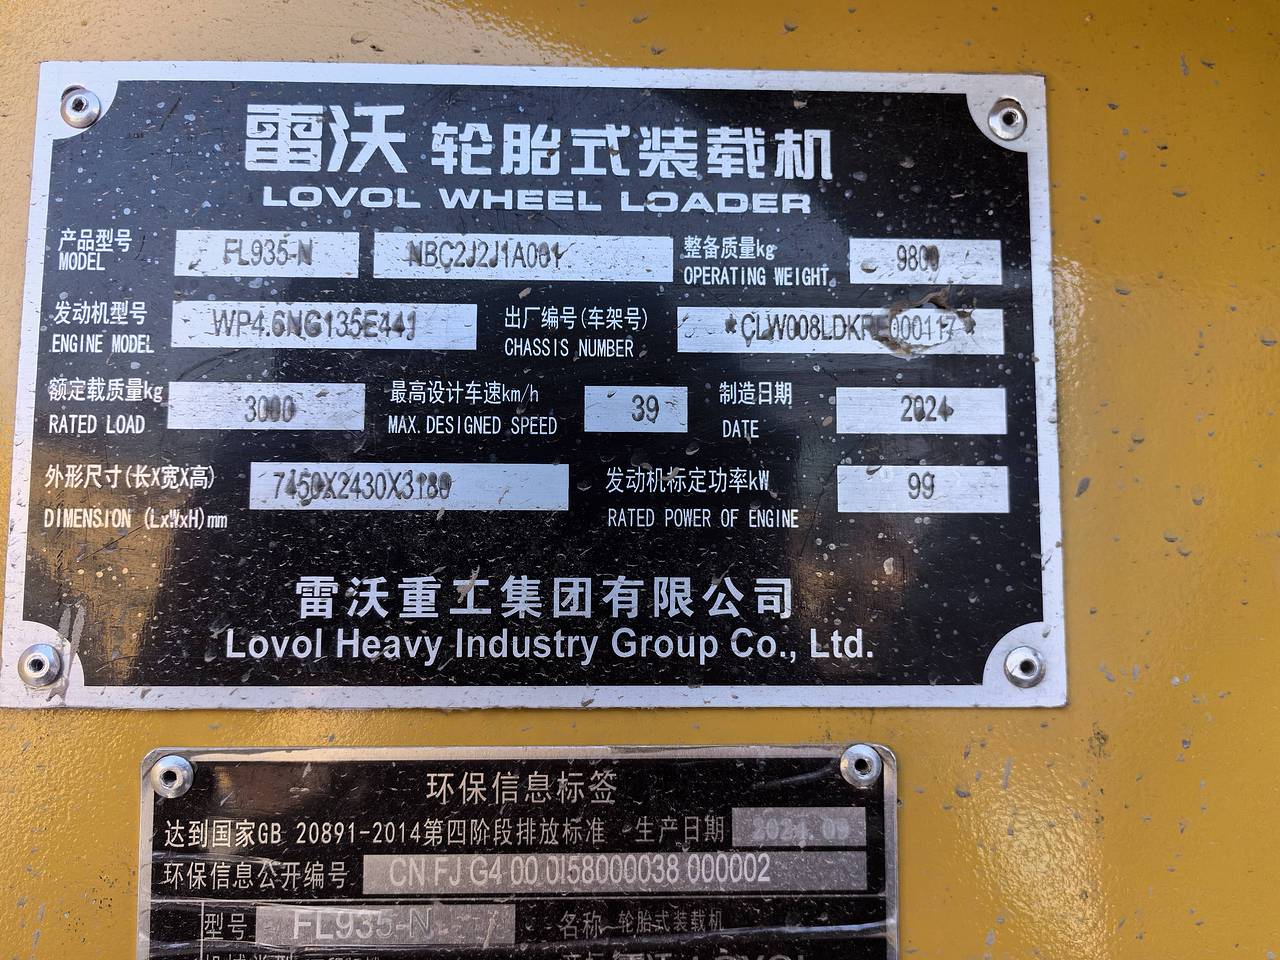 雷沃 轮胎式装载机
LOVOL WHEEL LOADER
产品型号 FL935-N NBC2J2J1A001 整备质量kg 9800
MODEL OPERATING WEIGHT
发动机型号 WP4.6NG135E441 出厂编号(车架号) *CLW008LDKRE000117*
ENGINE MODEL CHASSIS NUMBER
额定载质量kg 3000 最高设计车速km/h 39 制造日期 2024
RATED LOAD MAX.DESIGNED SPEED DATE
外形尺寸(长X宽X高) 7450X2430X3180 发动机标定功率kW 99
DIMENSION (LxWxH)mm RATED POWER OF ENGINE
雷沃重工集团有限公司
Lovol Heavy Industry Group Co., Ltd.
环保信息标签
达到国家GB 20891-2014第四阶段排放标准 生产日期 2024.09
环保信息公开编号 CN FJ G4 00 0158000038 000002
型号 FL935-N 名称 轮胎式装载机